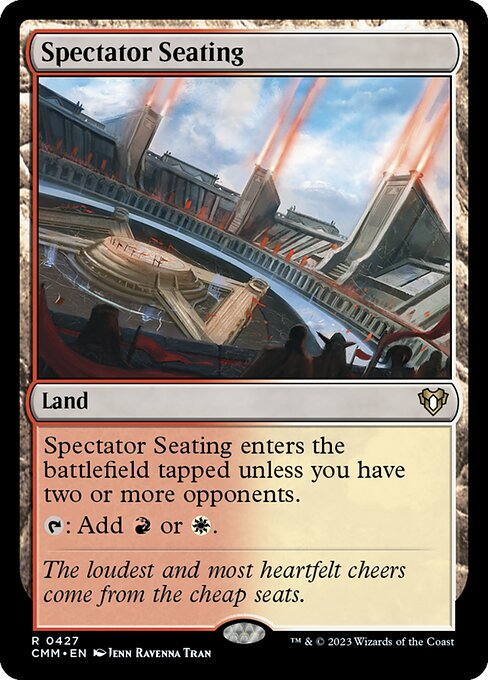 Spectator Seating
Land
Spectator Seating enters the
battlefield tapped unless you have
two or more opponents.
: Add or .
The loudest and most heartfelt cheers
come from the cheap seats.
R 0427
™ & © 2023 Wizards of the Coast
CMM • EN Jenn Ravenna Tran